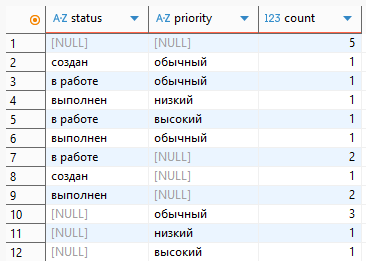 A-Z status A-Z priority 123 count
1 [NULL] [NULL] 5
2 создан обычный 1
3 в работе обычный 1
4 выполнен низкий 1
5 в работе высокий 1
6 выполнен обычный 1
7 в работе [NULL] 2
8 создан [NULL] 1
9 выполнен [NULL] 2
10 [NULL] обычный 3
11 [NULL] низкий 1
12 [NULL] высокий 1